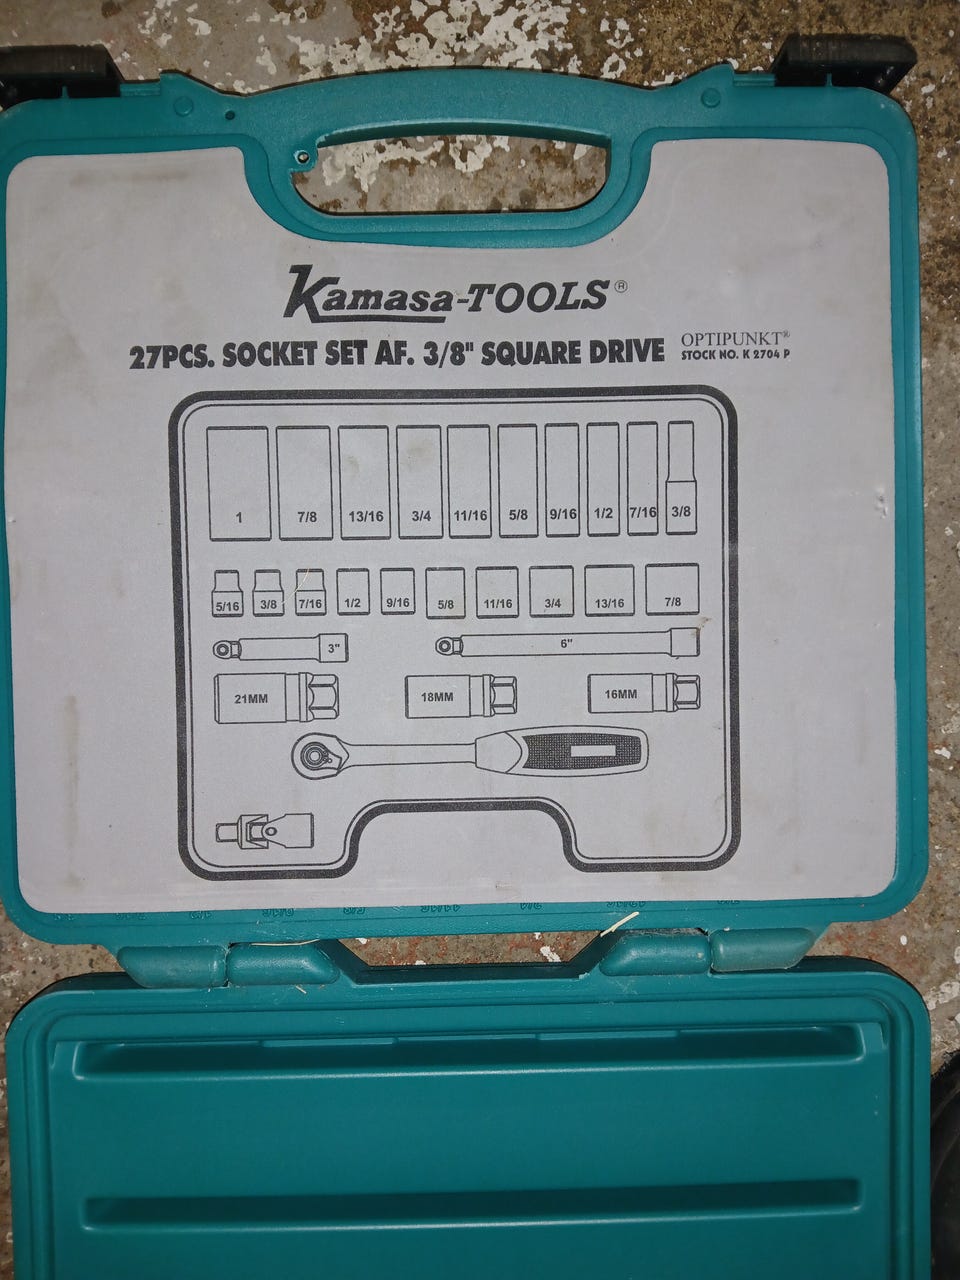 Kamasa-TOOLS®
27PCS. SOCKET SET AF. 3/8" SQUARE DRIVE
OPTIPUNKT®
STOCK NO. K 2704 P
1 7/8 13/16 3/4 11/16 5/8 9/16 1/2 7/16 3/8
5/16 3/8 7/16 1/2 9/16 5/8 11/16 3/4 13/16 7/8
3" 6"
21MM 18MM 16MM